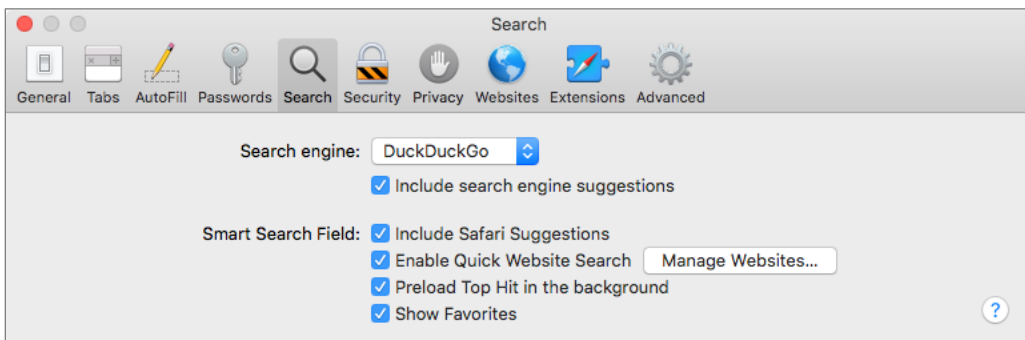 Search
General Tabs AutoFill Passwords Search Security Privacy Websites Extensions Advanced
Search engine: DuckDuckGo
Include search engine suggestions
Smart Search Field: Include Safari Suggestions
Enable Quick Website Search Manage Websites...
Preload Top Hit in the background
Show Favorites
?